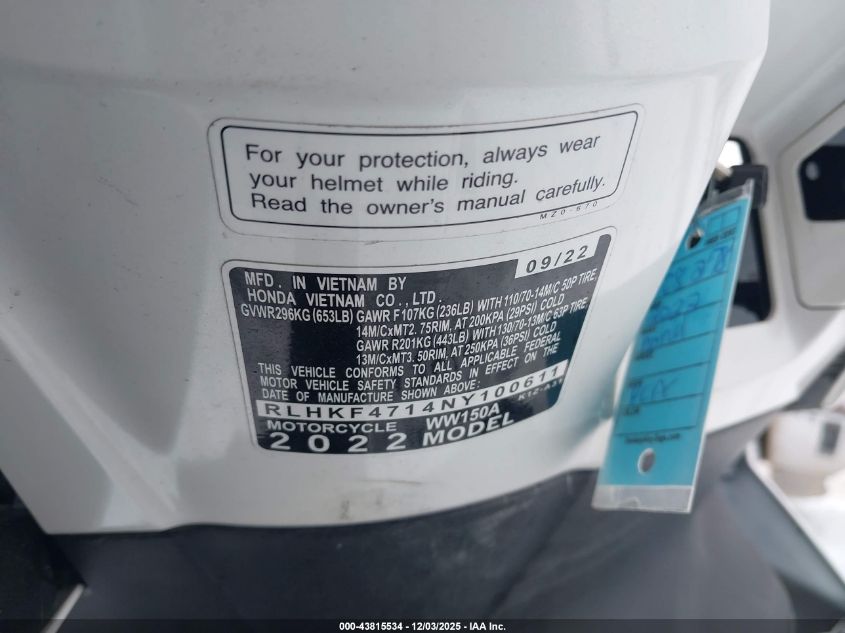 For your protection, always wear
your helmet while riding.
Read the owner's manual carefully.
MZ0-670
09/22
MFD. IN VIETNAM BY
HONDA VIETNAM CO., LTD.
GVWR296KG (653LB) GAWR F107KG (236LB) WITH 110/70-14M/C 50P TIRE
14M/CxMT2. 75RIM, AT 200KPA (29PSI) COLD
GAWR R201KG (443LB) WITH 130/70-13M/C 63P TIRE
13M/CxMT3. 50RIM, AT 250KPA (36PSI) COLD
THIS VEHICLE CONFORMS TO ALL APPLICABLE FEDERAL
MOTOR VEHICLE SAFETY STANDARDS IN EFFECT ON THE
DATE OF MANUFACTURE SHOWN ABOVE.
RLHKF4714NY100611
K12-A31
MOTORCYCLE WW150A
2022 MODEL
000-43815534 - 12/03/2025 - IAA Inc.